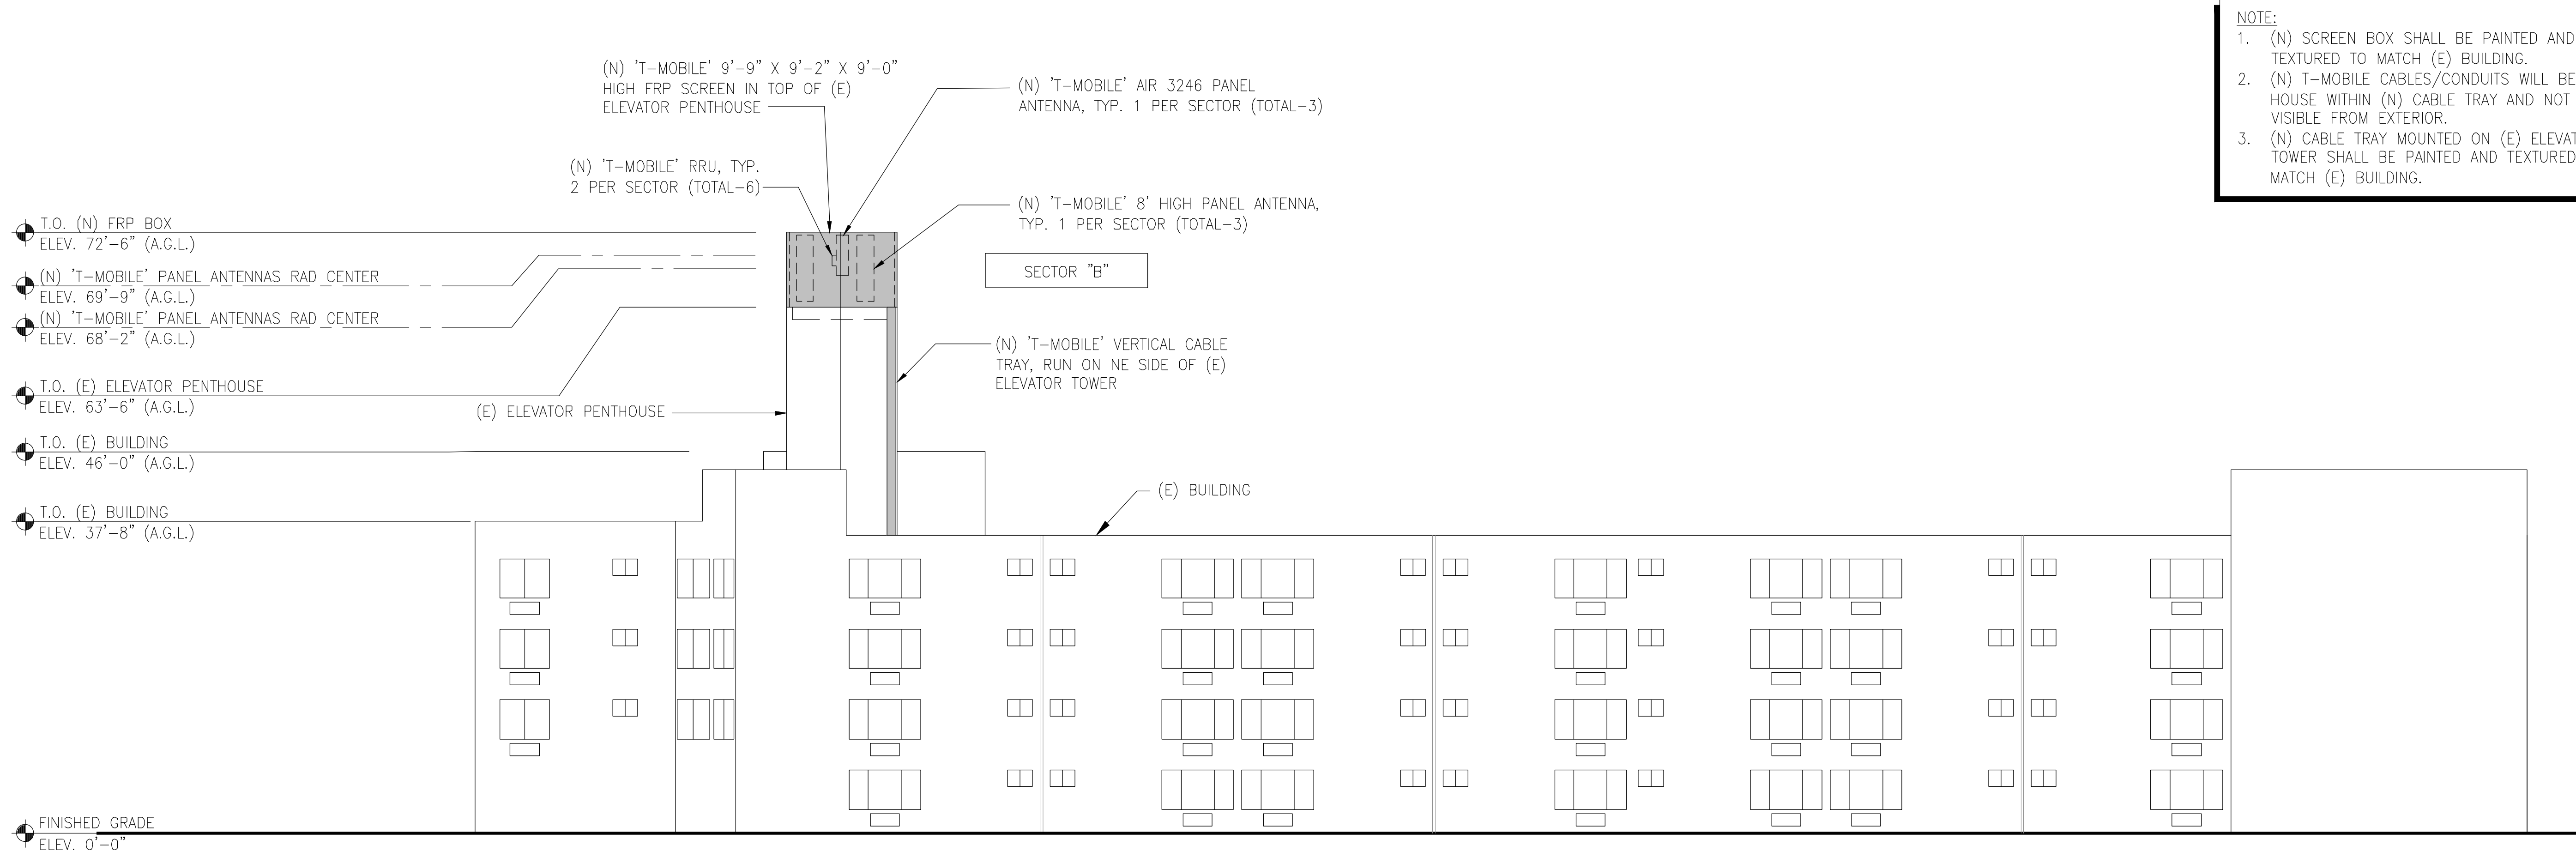 NOTE:
1. (N) SCREEN BOX SHALL BE PAINTED AND
TEXTURED TO MATCH (E) BUILDING.
2. (N) T-MOBILE CABLES/CONDUITS WILL BE
HOUSE WITHIN (N) CABLE TRAY AND NOT
VISIBLE FROM EXTERIOR.
3. (N) CABLE TRAY MOUNTED ON (E)
TOWER SHALL BE PAINTED AND TEXTURED
MATCH (E) BUILDING.
(N) 'T-MOBILE' 9'-9" X 9'-2" X 9'-0"
HIGH FRP SCREEN IN TOP OF (E)
ELEVATOR PENTHOUSE
(N) 'T-MOBILE' AIR 3246 PANEL
ANTENNA, TYP. 1 PER SECTOR (TOTAL-3)
(N) 'T-MOBILE' RRU, TYP.
2 PER SECTOR (TOTAL-6)
(N) 'T-MOBILE' 8' HIGH PANEL ANTENNA,
TYP. 1 PER SECTOR (TOTAL-3)
SECTOR "B"
T.O. (N) FRP BOX
ELEV. 72'-6" (A.G.L.)
(N) 'T-MOBILE' PANEL ANTENNAS RAD CENTER
ELEV. 69'-9" (A.G.L.)
(N) 'T-MOBILE' PANEL ANTENNAS RAD CENTER
ELEV. 68'-2" (A.G.L.)
(N) 'T-MOBILE' VERTICAL CABLE
TRAY, RUN ON NE SIDE OF (E)
ELEVATOR TOWER
T.O. (E) ELEVATOR PENTHOUSE
ELEV. 63'-6" (A.G.L.)
(E) ELEVATOR PENTHOUSE
T.O. (E) BUILDING
ELEV. 46'-0" (A.G.L.)
(E) BUILDING
T.O. (E) BUILDING
ELEV. 37'-8" (A.G.L.)
FINISHED GRADE
ELEV. 0'-0"